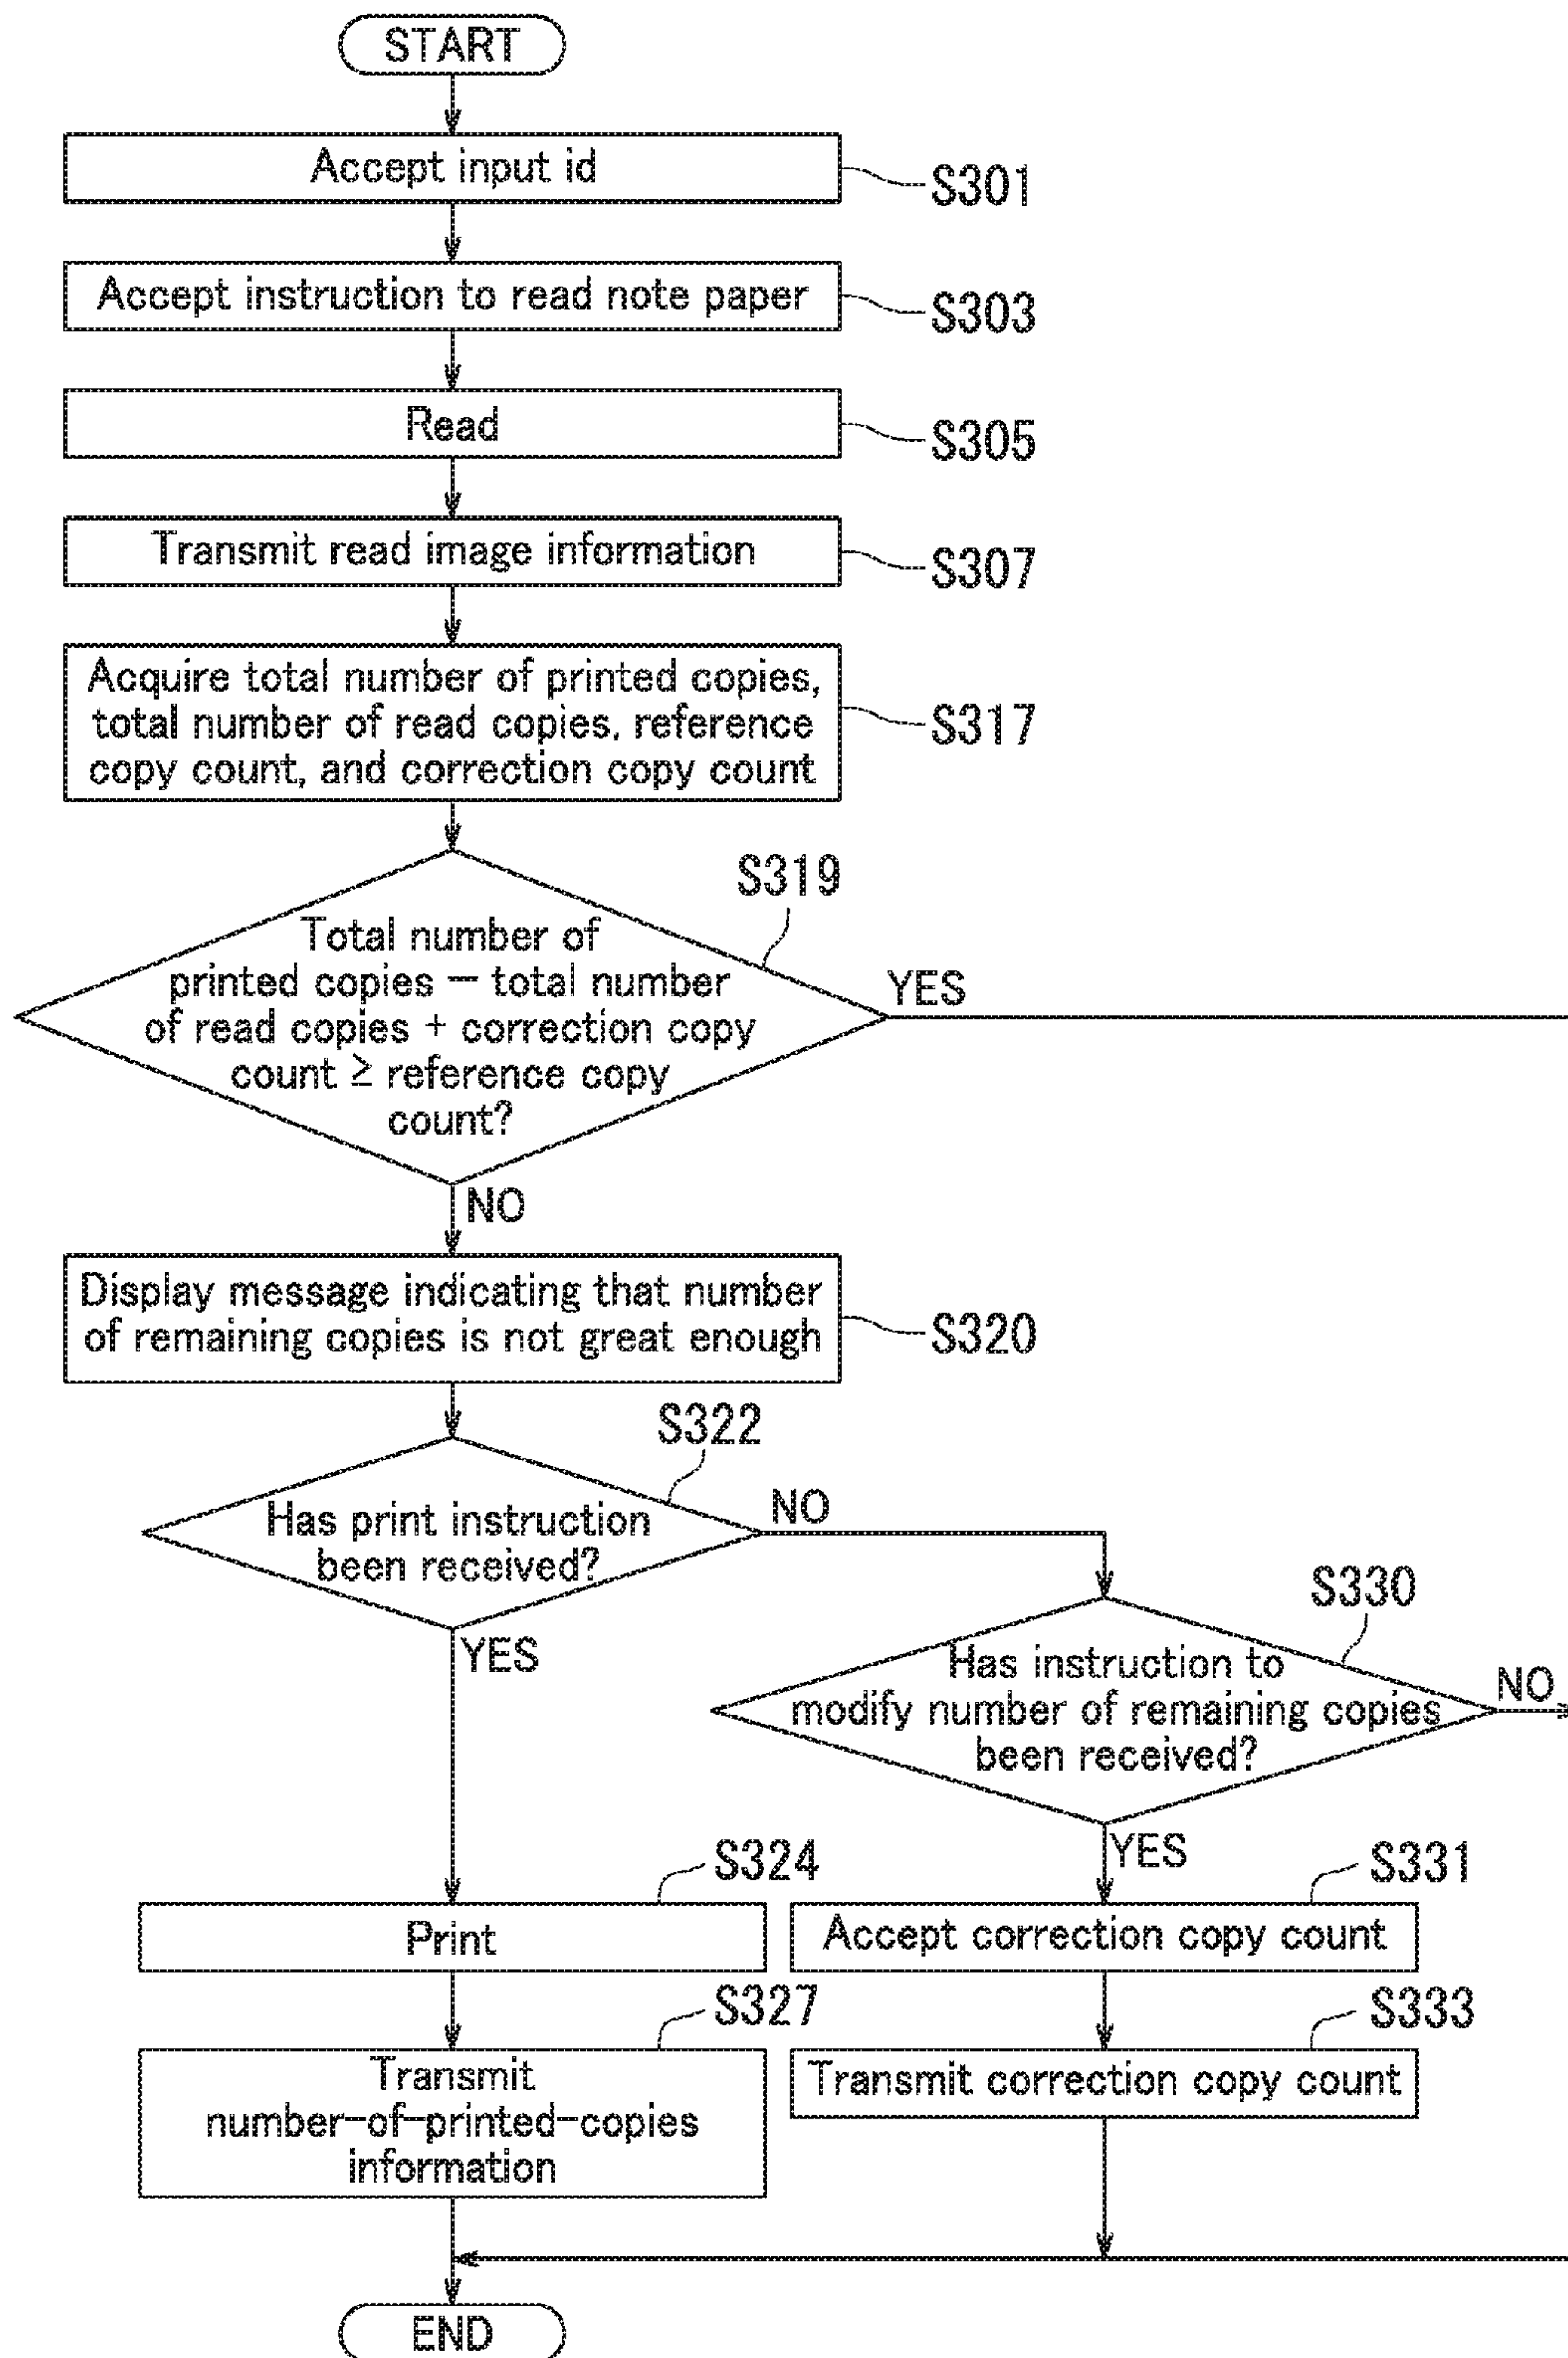 START
Accept input id
S301
Accept instruction to read note paper
S303
Read
S305
Transmit read image information
S307
Acquire total number of printed copies,
total number of read copies, reference
copy count, and correction copy count
S317
S319
Total number of
printed copies — total number
of read copies + correction copy
count ≥ reference copy
count?
YES
NO
Display message indicating that number
of remaining copies is not great enough
S320
S322
Has print instruction
been received?
NO
YES
S330
Has instruction to
modify number of remaining copies
been received?
NO
YES
S324
Print
S331
Accept correction copy count
S327
Transmit
number-of-printed-copies
information
S333
Transmit correction copy count
END